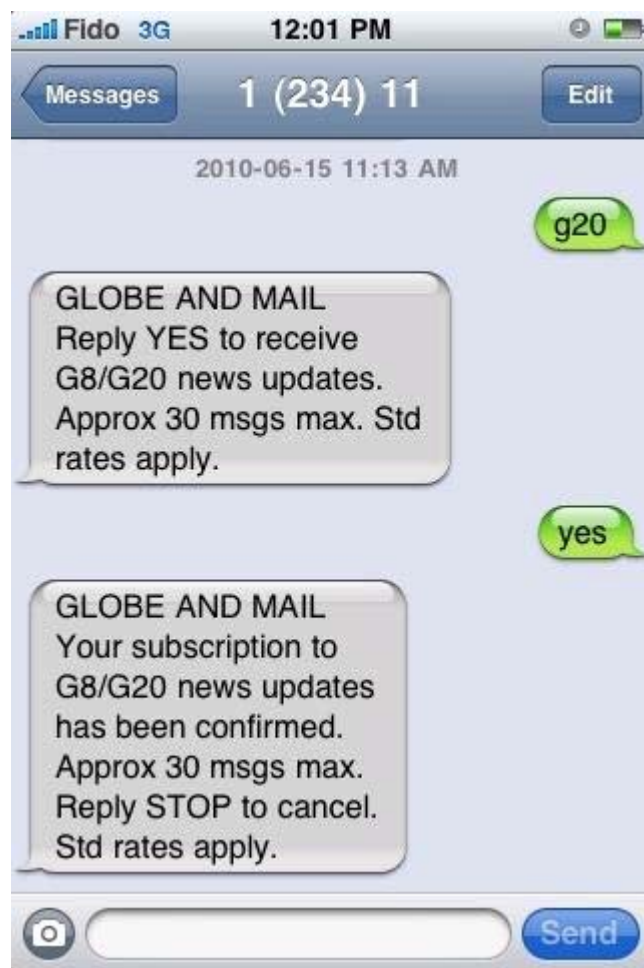 Fido 3G 12:01 PM
Messages 1 (234) 11 Edit
2010-06-15 11:13 AM
g20
GLOBE AND MAIL
Reply YES to receive
G8/G20 news updates.
Approx 30 msgs max. Std
rates apply.
yes
GLOBE AND MAIL
Your subscription to
G8/G20 news updates
has been confirmed.
Approx 30 msgs max.
Reply STOP to cancel.
Std rates apply.
Send